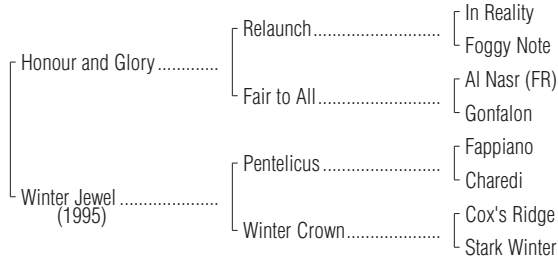 In Reality
Relaunch
Foggy Note
Honour and Glory
Al Nasr (FR)
Fair to All
Gonfalon
Fappiano
Pentelicus
Charedi
Winter Jewel
(1995)
Cox's Ridge
Winter Crown
Stark Winter